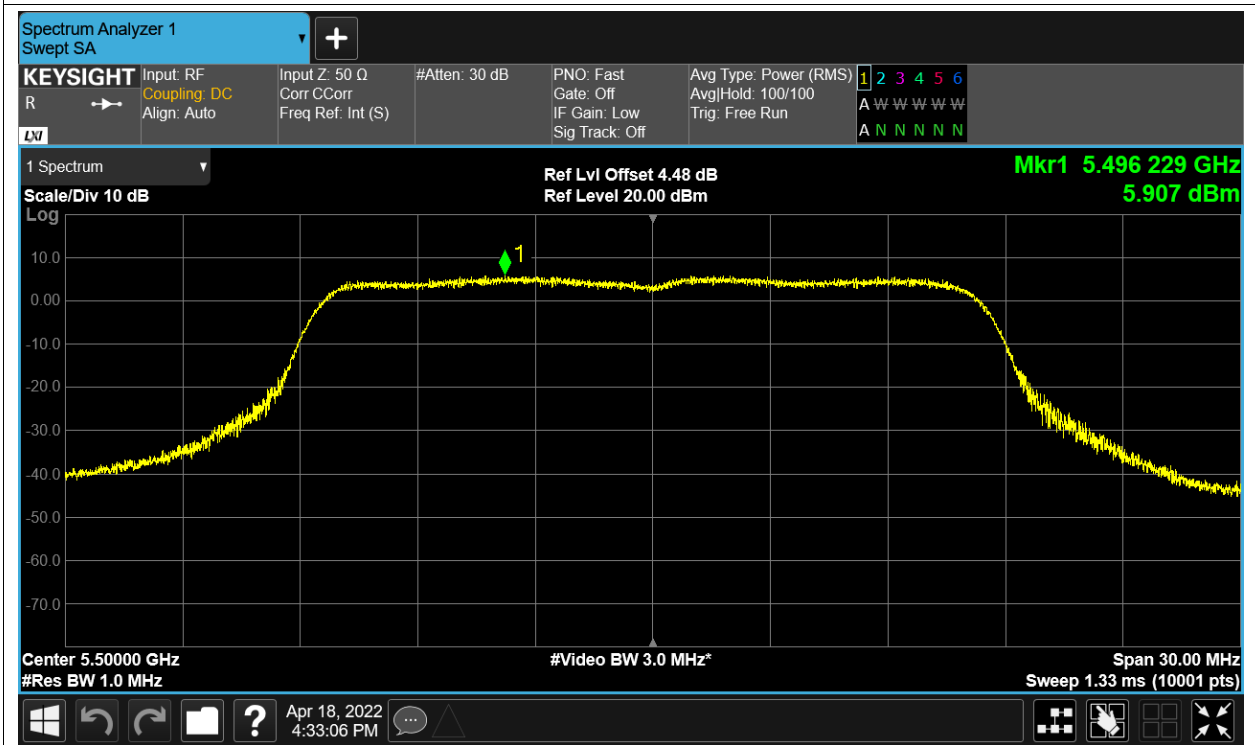 Spectrum Analyzer 1
Swept SA
KEYSIGHT
R
LXI
Input: RF
Coupling: DC
Align: Auto
Input Z: 50 Ω
Corr CCorr
Freq Ref: Int (S)
#Atten: 30 dB
PNO: Fast
Gate: Off
IF Gain: Low
Sig Track: Off
Avg Type: Power (RMS)
Avg|Hold: 100/100
Trig: Free Run
1 2 3 4 5 6
A W W W W W
A N N N N N
1 Spectrum
Scale/Div 10 dB
Ref Lvl Offset 4.48 dB
Ref Level 20.00 dBm
Mkr1 5.496 229 GHz
5.907 dBm
Log
10.0
0.00
-10.0
-20.0
-30.0
-40.0
-50.0
-60.0
-70.0
1
Center 5.50000 GHz
#Res BW 1.0 MHz
#Video BW 3.0 MHz*
Span 30.00 MHz
Sweep 1.33 ms (10001 pts)
?
Apr 18, 2022
4:33:06 PM